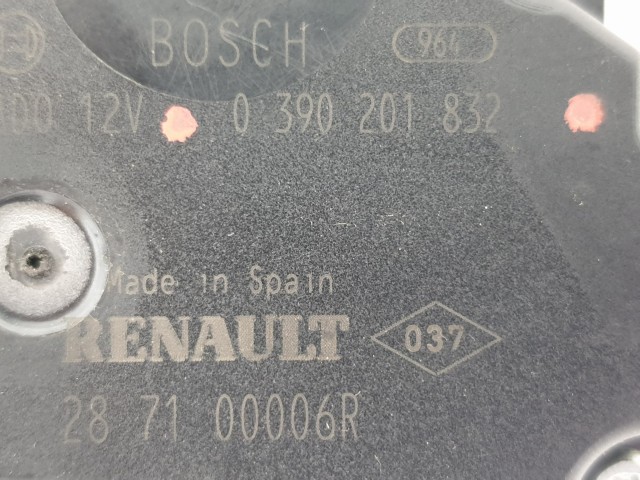 BOSCH 964
12V 0 390 201 832
Made in Spain
RENAULT 037
28 71 00006R